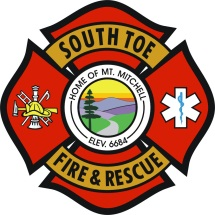 SOUTH TOE
HOME OF MT. MITCHELL
ELEV. 6684
FIRE & RESCUE